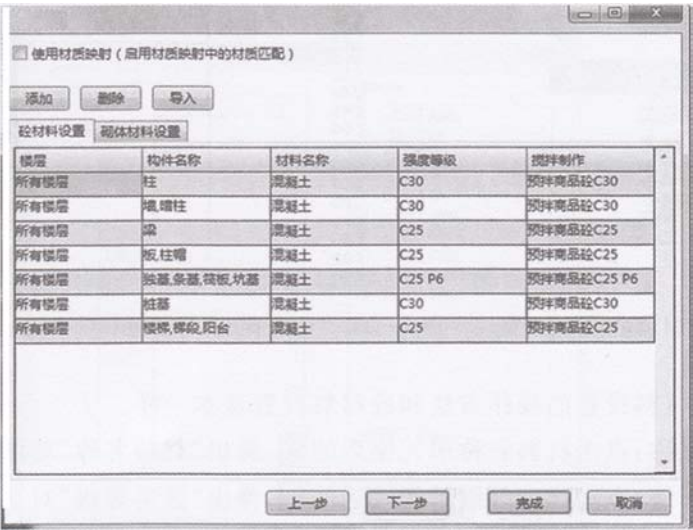 使用材质映射（启用材质映射中的材质匹配）
添加 删除 导入
砼材料设置 砌体材料设置
楼层 构件名称 材料名称 强度等级 搅拌制作
所有楼层 柱 混凝土 C30 预拌商品砼C30
所有楼层 墙,暗柱 混凝土 C30 预拌商品砼C30
所有楼层 梁 混凝土 C25 预拌商品砼C25
所有楼层 板,柱帽 混凝土 C25 预拌商品砼C25
所有楼层 独基,条基,筏板,坑基 混凝土 C25 P6 预拌商品砼C25 P6
所有楼层 桩基 混凝土 C30 预拌商品砼C30
所有楼层 楼梯,梯段,阳台 混凝土 C25 预拌商品砼C25
上一步 下一步 完成 取消